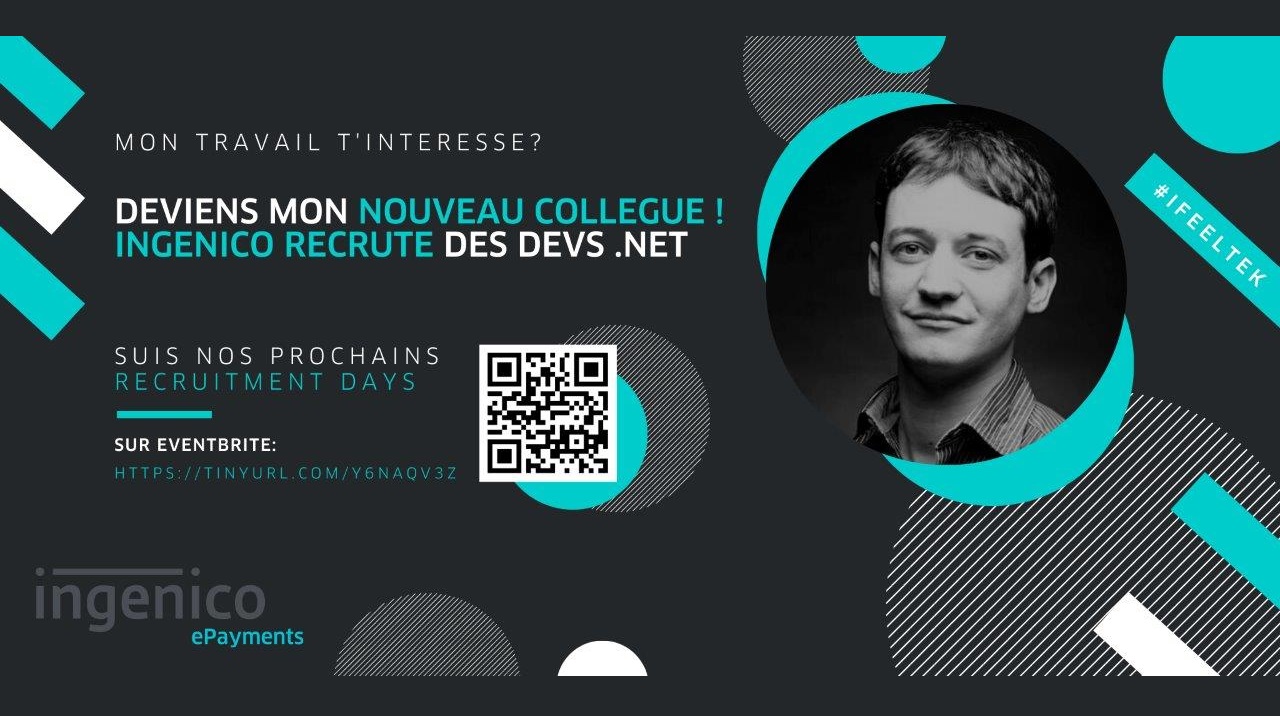 MON TRAVAIL T'INTERESSE?
DEVIENS MON NOUVEAU COLLEGUE !
INGENICO RECRUTE DES DEVS .NET
#IFEELTEK
SUIS NOS PROCHAINS
RECRUITMENT DAYS
SUR EVENTBRITE:
HTTPS://TINYURL.COM/Y6NAQV3Z
ingenico
ePayments